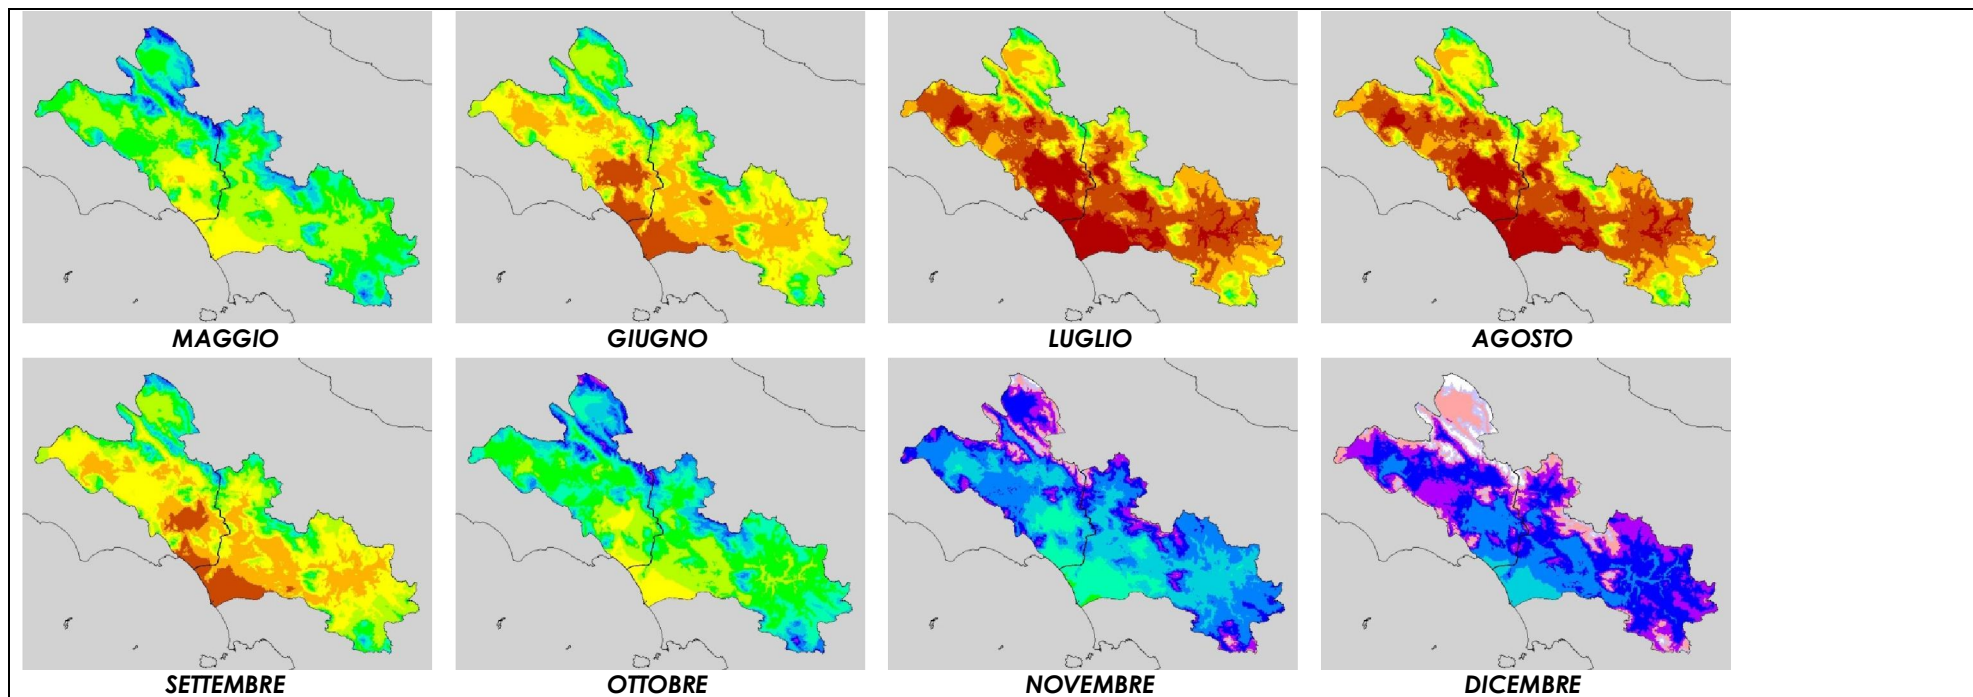 MAGGIO GIUGNO LUGLIO AGOSTO
SETTEMBRE OTTOBRE NOVEMBRE DICEMBRE